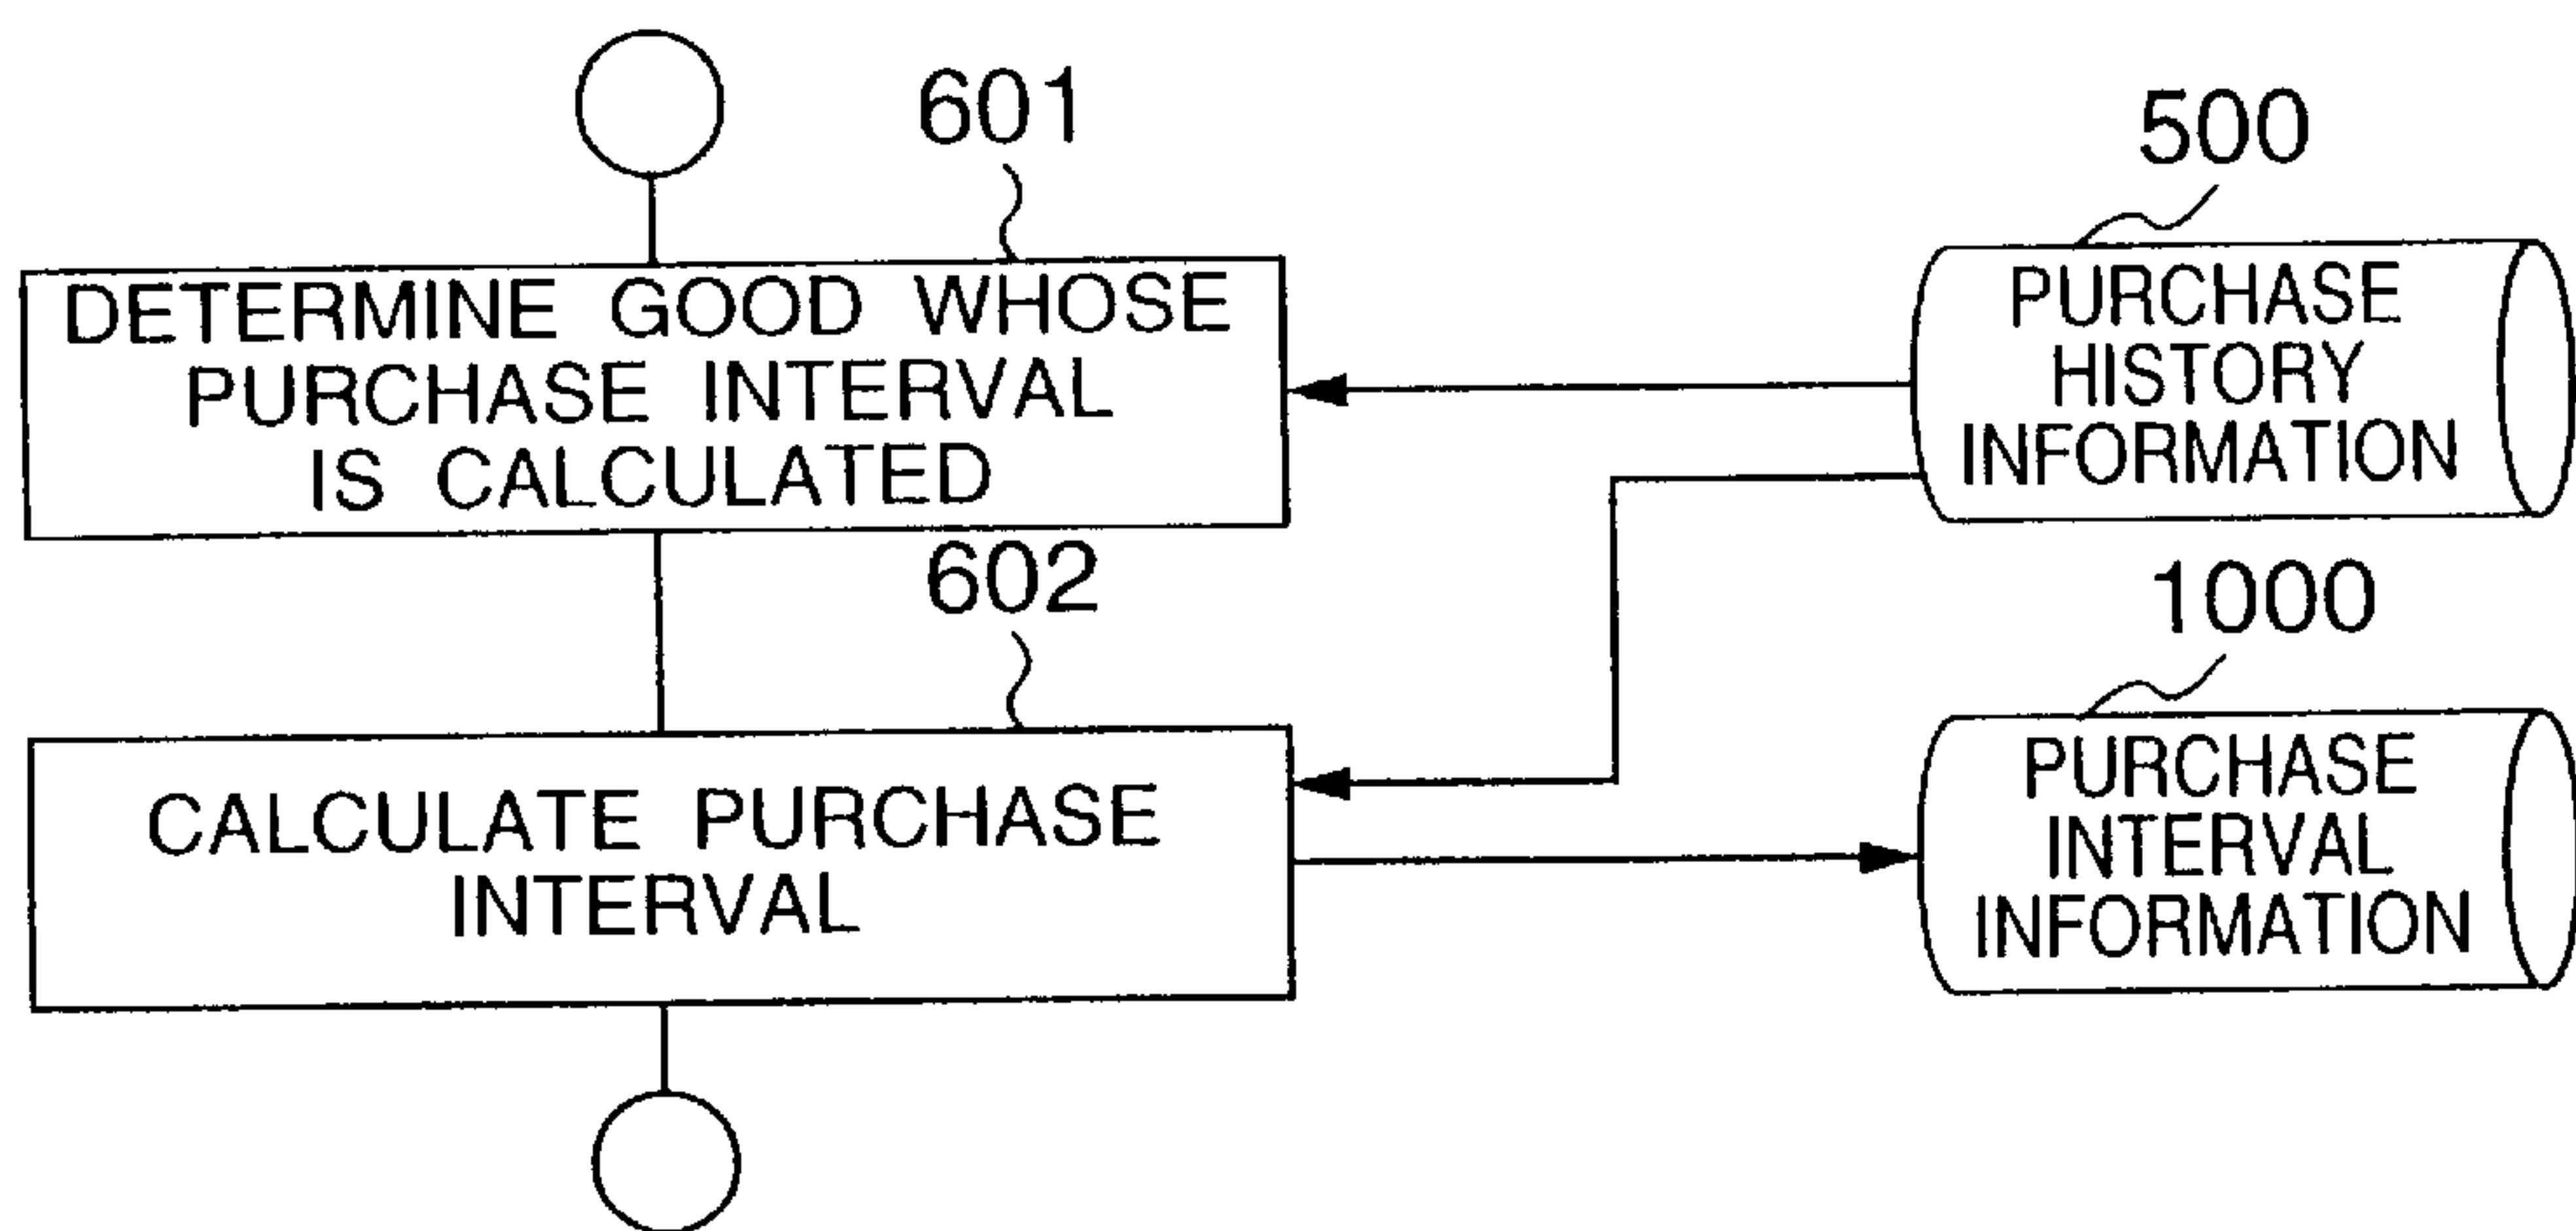 601
DETERMINE GOOD WHOSE
PURCHASE INTERVAL
IS CALCULATED
500
PURCHASE
HISTORY
INFORMATION
602
CALCULATE PURCHASE
INTERVAL
1000
PURCHASE
INTERVAL
INFORMATION